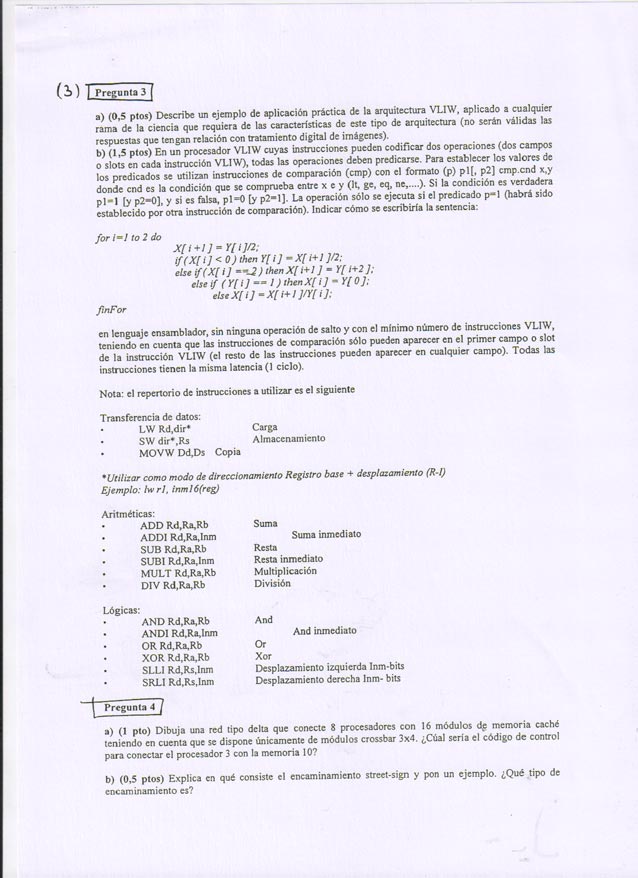 (3) Pregunta 3
a) (0,5 ptos) Describe un ejemplo de aplicación práctica de la arquitectura VLIW, aplicado a cualquier
rama de la ciencia que requiera de las características de este tipo de arquitectura (no serán válidas las
respuestas que tengan relación con tratamiento digital de imágenes).
b) (1,5 ptos) En un procesador VLIW cuyas instrucciones pueden codificar dos operaciones (dos campos
o slots en cada instrucción VLIW), todas las operaciones deben predicarse. Para establecer los valores de
los predicados se utilizan instrucciones de comparación (cmp) con el formato (p) p1[, p2] cmp.cnd x,y
donde cnd es la condición que se comprueba entre x e y (lt, ge, eq, ne,....). Si la condición es verdadera
p1=1 [y p2=0], y si es falsa, p1=0 [y p2=1]. La operación sólo se ejecuta si el predicado p=1 (habrá sido
establecido por otra instrucción de comparación). Indicar cómo se escribiría la sentencia:
for i=1 to 2 do
X[ i +1 ] = Y[ i ]/2;
if ( X[ i ] < 0 ) then Y[ i ] = X[ i+1 ]/2;
else if ( X[ i ] == 2 ) then X[ i+1 ] = Y[ i+2 ];
else if ( Y[ i ] == 1 ) then X[ i ] = Y[ 0 ];
else X[ i ] = X[ i+1 ]/Y[ i ];
finFor
en lenguaje ensamblador, sin ninguna operación de salto y con el mínimo número de instrucciones VLIW,
teniendo en cuenta que las instrucciones de comparación sólo pueden aparecer en el primer campo o slot
de la instrucción VLIW (el resto de las instrucciones pueden aparecer en cualquier campo). Todas las
instrucciones tienen la misma latencia (1 ciclo).
Nota: el repertorio de instrucciones a utilizar es el siguiente
Transferencia de datos:
• LW Rd,dir* Carga
• SW dir*,Rs Almacenamiento
• MOVW Dd,Ds Copia
*Utilizar como modo de direccionamiento Registro base + desplazamiento (R-I)
Ejemplo: lw r1, inm16(reg)
Aritméticas:
• ADD Rd,Ra,Rb Suma
• ADDI Rd,Ra,Inm Suma inmediato
• SUB Rd,Ra,Rb Resta
• SUBI Rd,Ra,Inm Resta inmediato
• MULT Rd,Ra,Rb Multiplicación
• DIV Rd,Ra,Rb División
Lógicas:
• AND Rd,Ra,Rb And
• ANDI Rd,Ra,Inm And inmediato
• OR Rd,Ra,Rb Or
• XOR Rd,Ra,Rb Xor
• SLLI Rd,Rs,Inm Desplazamiento izquierda Inm-bits
• SRLI Rd,Rs,Inm Desplazamiento derecha Inm- bits
Pregunta 4
a) (1 pto) Dibuja una red tipo delta que conecte 8 procesadores con 16 módulos de memoria caché
teniendo en cuenta que se dispone únicamente de módulos crossbar 3x4. ¿Cúal sería el código de control
para conectar el procesador 3 con la memoria 10?
b) (0,5 ptos) Explica en qué consiste el encaminamiento street-sign y pon un ejemplo. ¿Qué tipo de
encaminamiento es?